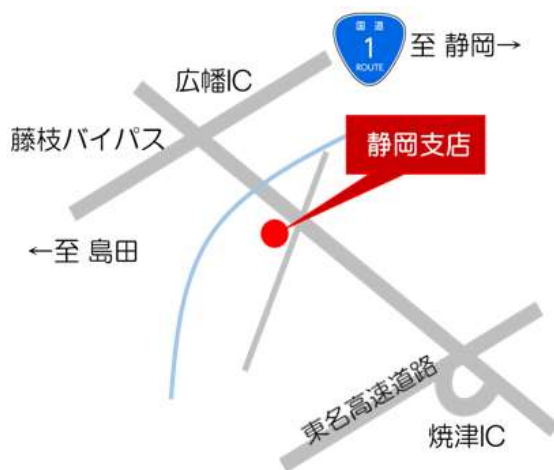 国道
1
ROUTE
至 静岡→
広幡IC
藤枝バイパス
静岡支店
←至 島田
東名高速道路
焼津IC